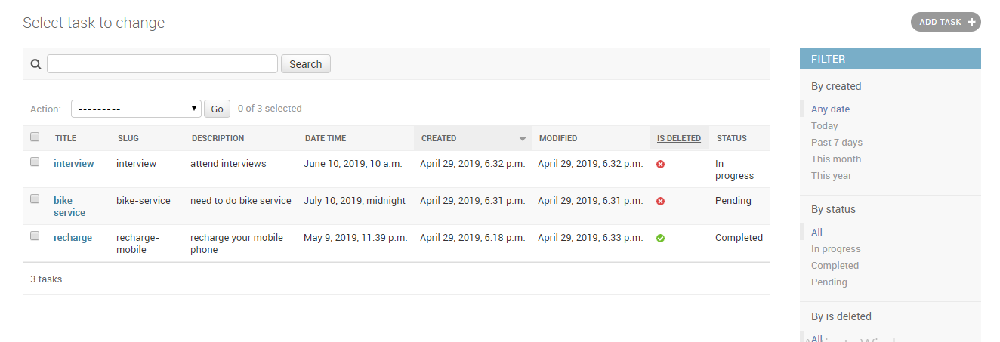 Select task to change
ADD TASK +
Search
FILTER
By created
Action: --------- Go 0 of 3 selected
Any date
Today
Past 7 days
This month
This year
TITLE SLUG DESCRIPTION DATE TIME CREATED MODIFIED IS DELETED STATUS
interview interview attend interviews June 10, 2019, 10 a.m. April 29, 2019, 6:32 p.m. April 29, 2019, 6:32 p.m. In
progress
bike bike-service need to do bike service July 10, 2019, midnight April 29, 2019, 6:31 p.m. April 29, 2019, 6:31 p.m. Pending
service
recharge recharge- recharge your mobile May 9, 2019, 11:39 p.m. April 29, 2019, 6:18 p.m. April 29, 2019, 6:33 p.m. Completed
mobile phone
3 tasks
By status
All
In progress
Completed
Pending
By is deleted
All